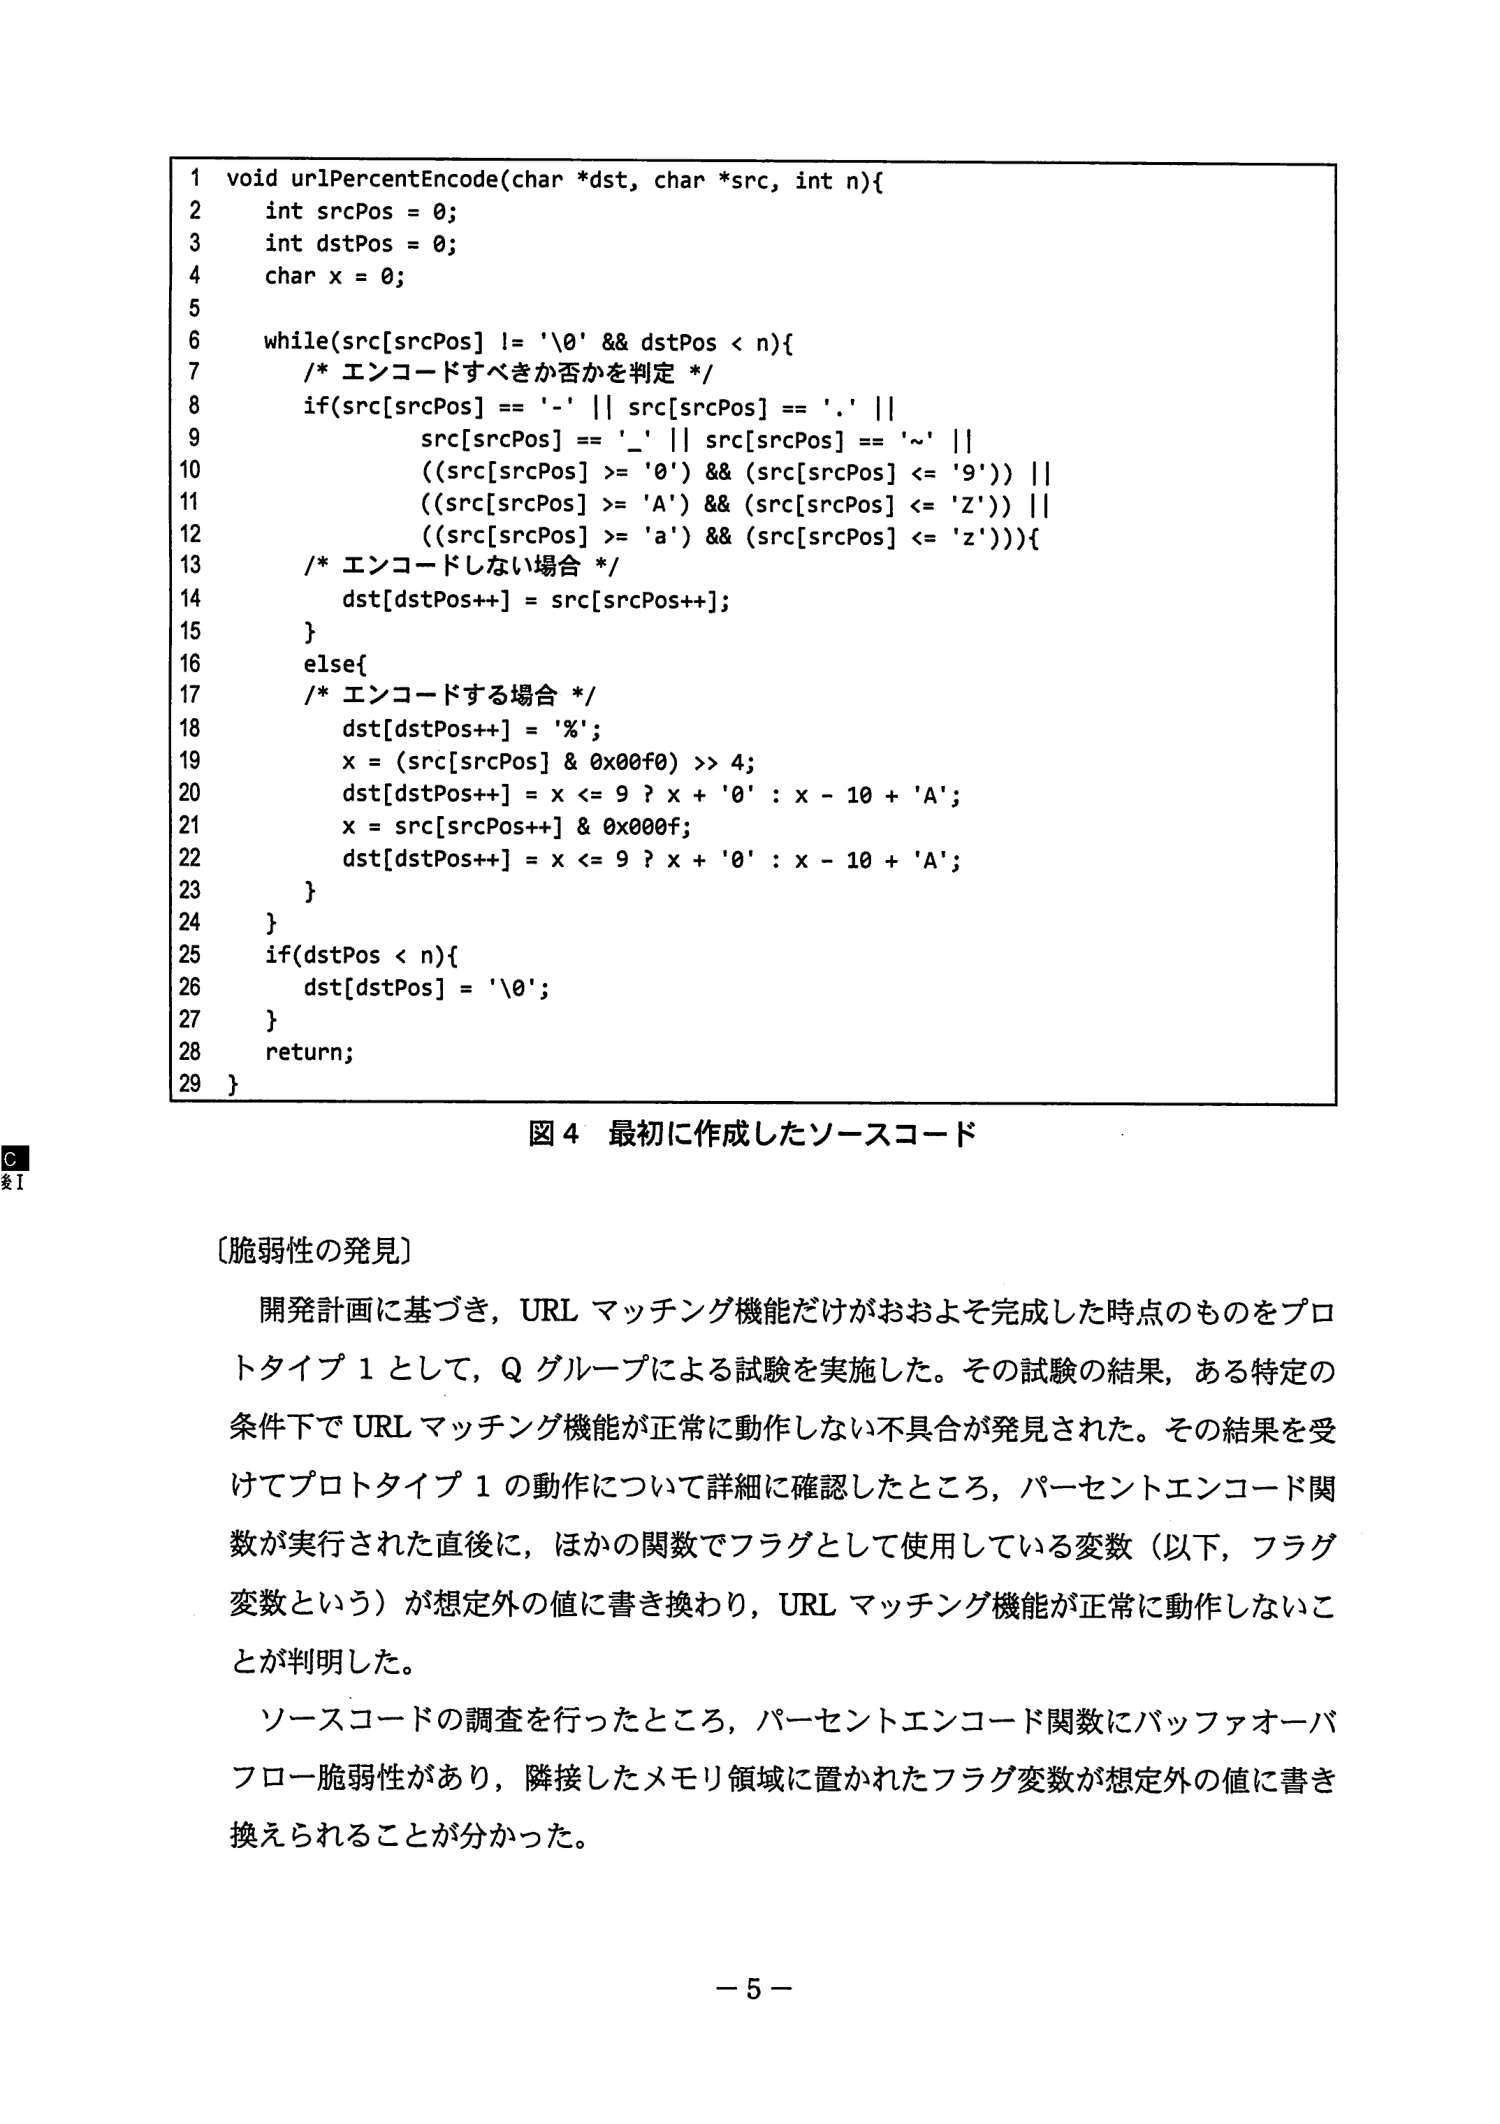 1 void urlPercentEncode(char *dst, char *src, int n){
2 int srcPos = 0;
3 int dstPos = 0;
4 char x = 0;
5
6 while(src[srcPos] != '\0' && dstPos < n){
7 /* エンコードすべきか否かを判定 */
8 if(src[srcPos] == '-' || src[srcPos] == '.' ||
9 src[srcPos] == '_' || src[srcPos] == '~' ||
10 ((src[srcPos] >= '0') && (src[srcPos] <= '9')) ||
11 ((src[srcPos] >= 'A') && (src[srcPos] <= 'Z')) ||
12 ((src[srcPos] >= 'a') && (src[srcPos] <= 'z'))){
13 /* エンコードしない場合 */
14 dst[dstPos++] = src[srcPos++];
15 }
16 else{
17 /* エンコードする場合 */
18 dst[dstPos++] = '%';
19 x = (src[srcPos] & 0x00f0) >> 4;
20 dst[dstPos++] = x <= 9 ? x + '0' : x - 10 + 'A';
21 x = src[srcPos++] & 0x000f;
22 dst[dstPos++] = x <= 9 ? x + '0' : x - 10 + 'A';
23 }
24 }
25 if(dstPos < n){
26 dst[dstPos] = '\0';
27 }
28 return;
29 }
図4 最初に作成したソースコード
C
後I
〔脆弱性の発見〕
開発計画に基づき，URL マッチング機能だけがおおよそ完成した時点のものをプロ
トタイプ 1 として，Q グループによる試験を実施した。その試験の結果，ある特定の
条件下で URL マッチング機能が正常に動作しない不具合が発見された。その結果を受
けてプロトタイプ 1 の動作について詳細に確認したところ，パーセントエンコード関
数が実行された直後に，ほかの関数でフラグとして使用している変数（以下，フラグ
変数という）が想定外の値に書き換わり，URL マッチング機能が正常に動作しないこ
とが判明した。
ソースコードの調査を行ったところ，パーセントエンコード関数にバッファオーバ
フロー脆弱性があり，隣接したメモリ領域に置かれたフラグ変数が想定外の値に書き
換えられることが分かった。
－ 5 －